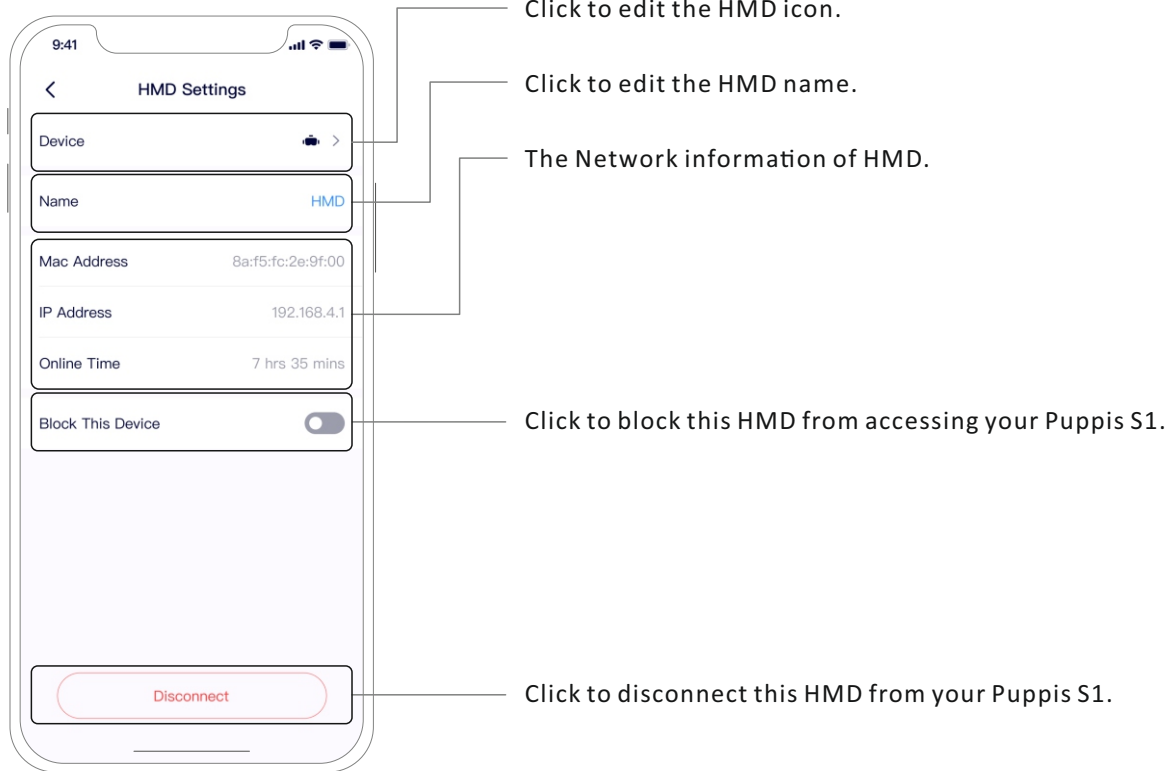 Click to edit the HMD icon.
9:41
HMD Settings
Click to edit the HMD name.
Device
The Network information of HMD.
Name HMD
Mac Address 8a:f5:fc:2e:9f:00
IP Address 192.168.4.1
Online Time 7 hrs 35 mins
Block This Device
Click to block this HMD from accessing your Puppis S1.
Disconnect
Click to disconnect this HMD from your Puppis S1.